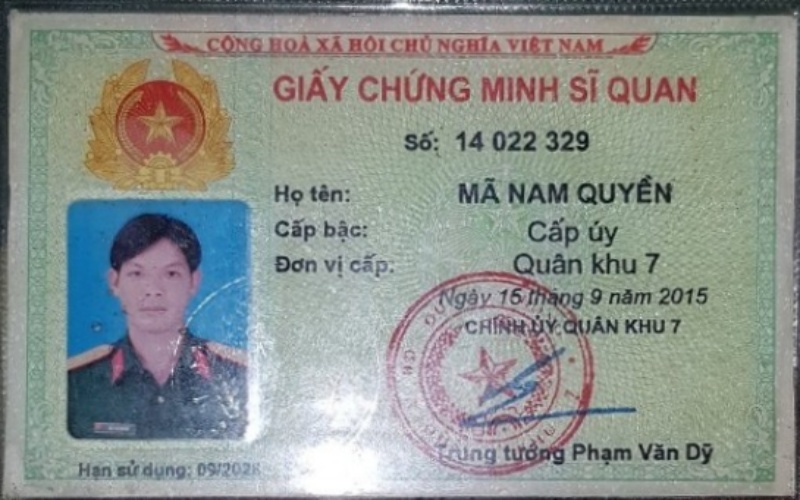 CỘNG HOÀ XÃ HỘI CHỦ NGHĨA VIỆT NAM
GIẤY CHỨNG MINH SĨ QUAN
Số: 14 022 329
Họ tên: MÃ NAM QUYỀN
Cấp bậc: Cấp úy
Đơn vị cấp: Quân khu 7
Ngày 15 tháng 9 năm 2015
CHÍNH ỦY QUÂN KHU 7
Trung tướng Phạm Văn Dỹ
Hạn sử dụng: